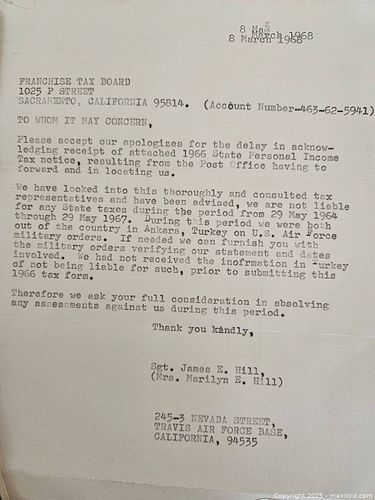 8 Mar
March 1968
8 March 1968
FRANCHISE TAX BOARD
1025 P STREET
SACRAMENTO, CALIFORNIA 95814. (Account Number-463-62-5941)
TO WHOM IT MAY CONCERN,
Please accept our apologizes for the delay in acknow-
ledging receipt of attached 1966 State Personal Income
Tax notice, resulting from the Post Office having to
forward and in locating us.
We have looked into this thoroughly and consulted tax
representatives and have been advised, we are not liable
for any State taxes during the period from 29 May 1964
through 29 May 1967. During this period we were both
out of the country in Ankara, Turkey on U.S. Air Force
military orders. If needed we can furnish you with
the military orders verifying our statement and dates
involved. We had not received the inofrmation in Turkey
of not being liable for such, prior to submitting this
1966 tax form.
Therefore we ask your full consideration in absolving
any assessments against us during this period.
Thank you kindly,
Sgt. James E. Hill,
(Mrs. Marilyn E. Hill)
245-3 NEVADA STREET,
TRAVIS AIR FORCE BASE,
CALIFORNIA, 94535
Copyright 2025 - maxsold.com